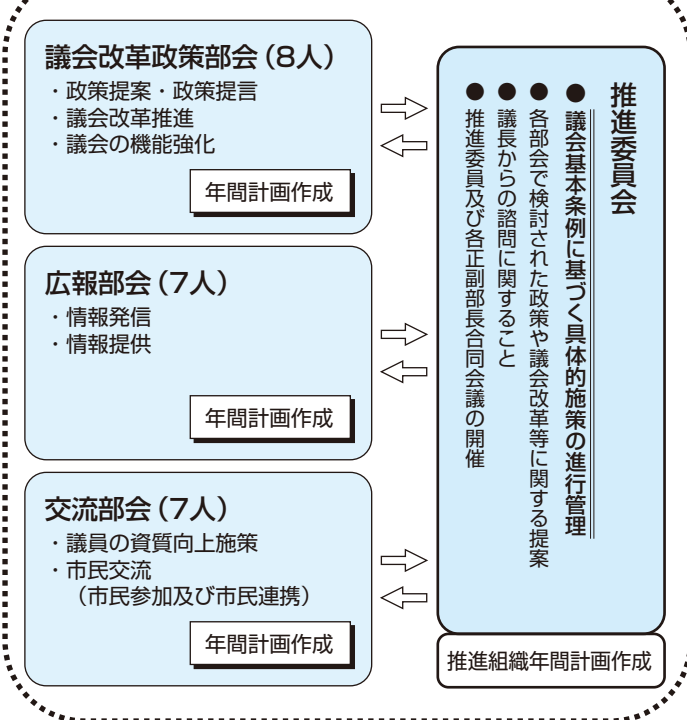 議会改革政策部会（8人）
・政策提案・政策提言
・議会改革推進
・議会の機能強化
年間計画作成
広報部会（7人）
・情報発信
・情報提供
年間計画作成
交流部会（7人）
・議員の資質向上施策
・市民交流
（市民参加及び市民連携）
年間計画作成
推進委員会
●議会基本条例に基づく具体的施策の進行管理
●各部会で検討された政策や議会改革等に関する提案
●議長からの諮問に関すること
●推進委員及び各正副部長合同会議の開催
推進組織年間計画作成